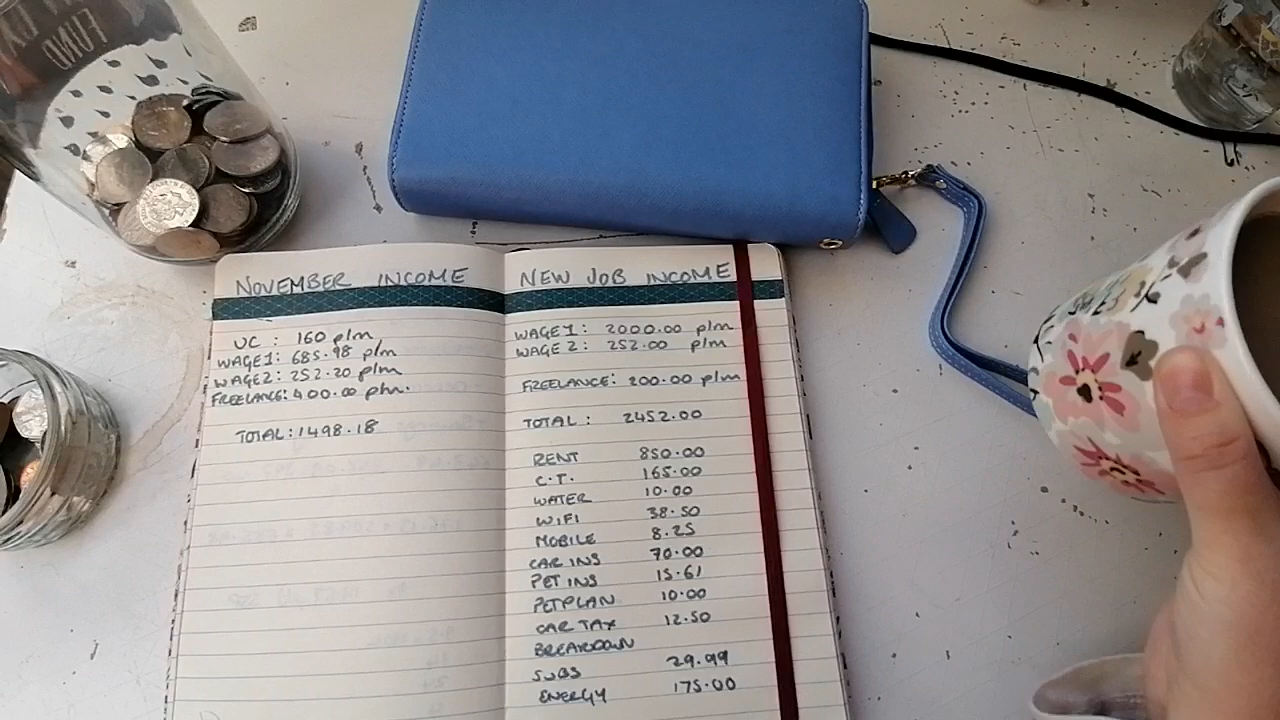 FUND
NOVEMBER INCOME
UC : 160 p/m
WAGE1: 685.98 p/m
WAGE2: 252.20 p/m
FREELANCE: 400.00 p/m.
TOTAL: 1498.18
NEW JOB INCOME
WAGE 1: 2000.00 p/m
WAGE 2: 252.00 p/m
FREELANCE: 200.00 p/m
TOTAL : 2452.00
RENT 850.00
C.T. 165.00
WATER 10.00
WIFI 38.50
MOBILE 8.25
CAR INS 70.00
PET INS 15.61
PETPLAN 10.00
CAR TAX 12.50
BREAKDOWN
SUBS 29.99
ENERGY 175.00